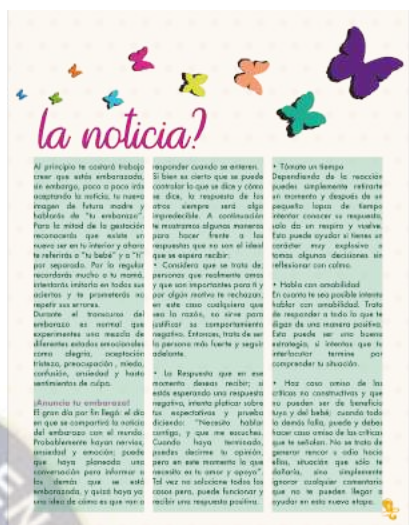 la noticia?
Al principio te costará trabajo
creer que estás embarazada,
sin embargo, poco a poco irás
aceptando la noticia, tu nueva
imagen de futura madre y
hablarás de "tu embarazo".
Para la mitad de la gestación
reconocerás que existe un
nuevo ser en tu interior y ahora
te referirás a "tu bebé" y a "ti"
por separado. Por lo regular
recordarás mucho a tu mamá,
intentarás imitarla en todos sus
aciertos y te prometerás no
repetir sus errores.
Durante el transcurso del
embarazo es normal que
experimentes una mezcla de
diferentes estados emocionales
como alegría, aceptación
tristeza, preocupación, miedo,
confusión, ansiedad y hasta
sentimientos de culpa.
¡Anuncia tu embarazo!
El gran día por fin llegó: el día
en que se compartirá la noticia
del embarazo con el mundo.
Probablemente hayan nervios,
ansiedad y emoción; puede
que haya planeado una
conversación para informar a
los demás que se está
embarazada, y quizá haya ya
una idea de cómo es que van a
responder cuando se enteren.
Si bien es cierto que se puede
controlar lo que se dice y cómo
se dice, la respuesta de los
otros siempre será algo
impredecible. A continuación
te mostramos algunas maneras
para hacer frente a las
respuestas que no son el ideal
que se espera recibir:
• Considera que se trata de;
personas que realmente amas
y que son importantes para ti y
por algún motivo te rechazan,
en este caso cualquiera que
sea la razón, no sirve para
justificar su comportamiento
negativo. Entonces, trata de ser
la persona más fuerte y seguir
adelante.
• La Respuesta que en ese
momento deseas recibir; si
estás esperando una respuesta
negativa, intenta platicar sobre
tus expectativas y prueba
diciendo: "Necesito hablar
contigo, y que me escuches.
Cuando haya terminado,
puedes decirme tu opinión,
pero en este momento lo que
necesito es tu amor y apoyo".
Tal vez no solucione todos los
casos pero, puede funcionar y
recibir una respuesta positiva.
• Tómate un tiempo
Dependiendo de la reacción
puedes simplemente retirarte
un momento y después de un
pequeño lapso de tiempo
intentar conocer su respuesta,
solo da un respiro y vuelve.
Esto puede ayudar si tienes un
carácter muy explosivo o
tomas algunas decisiones sin
reflexionar con calma.
• Habla con amabilidad
En cuanto te sea posible intenta
hablar con amabilidad. Trata
de responder a todo lo que te
digan de una manera positiva.
Esta puede ser una buena
estrategia, si intentas que tu
interlocutor termine por
comprender tu situación.
• Haz caso omiso de las
críticas no constructivas y que
no pueden ser de beneficio
tuyo y del bebé; cuando todo
lo demás falla, puede y debes
hacer caso omiso de las críticas
que te señalen. No se trata de
generar rencor u odio hacia
ellos, situación que sólo te
dañaría, sino simplemente
ignorar cualquier comentario
que no te pueden llegar a
ayudar en esta nueva etapa.